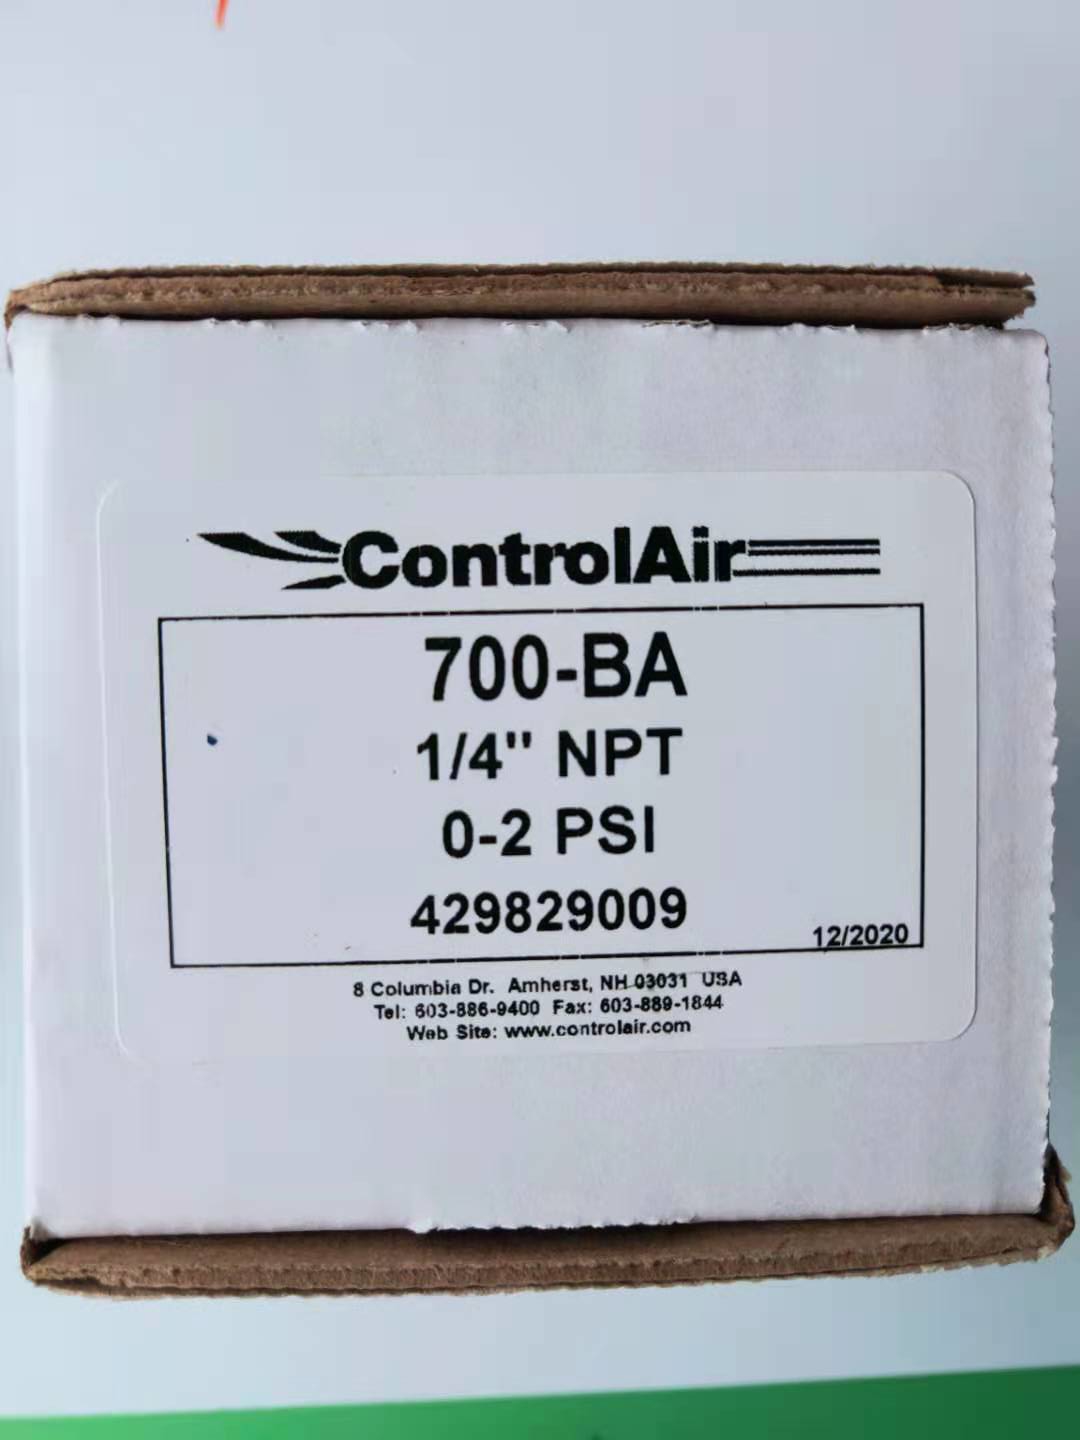 ControlAir
700-BA
1/4" NPT
0-2 PSI
429829009
12/2020
8 Columbia Dr. Amherst, NH 03031 USA
Tel: 603-886-9400 Fax: 603-889-1844
Web Site: www.controlair.com